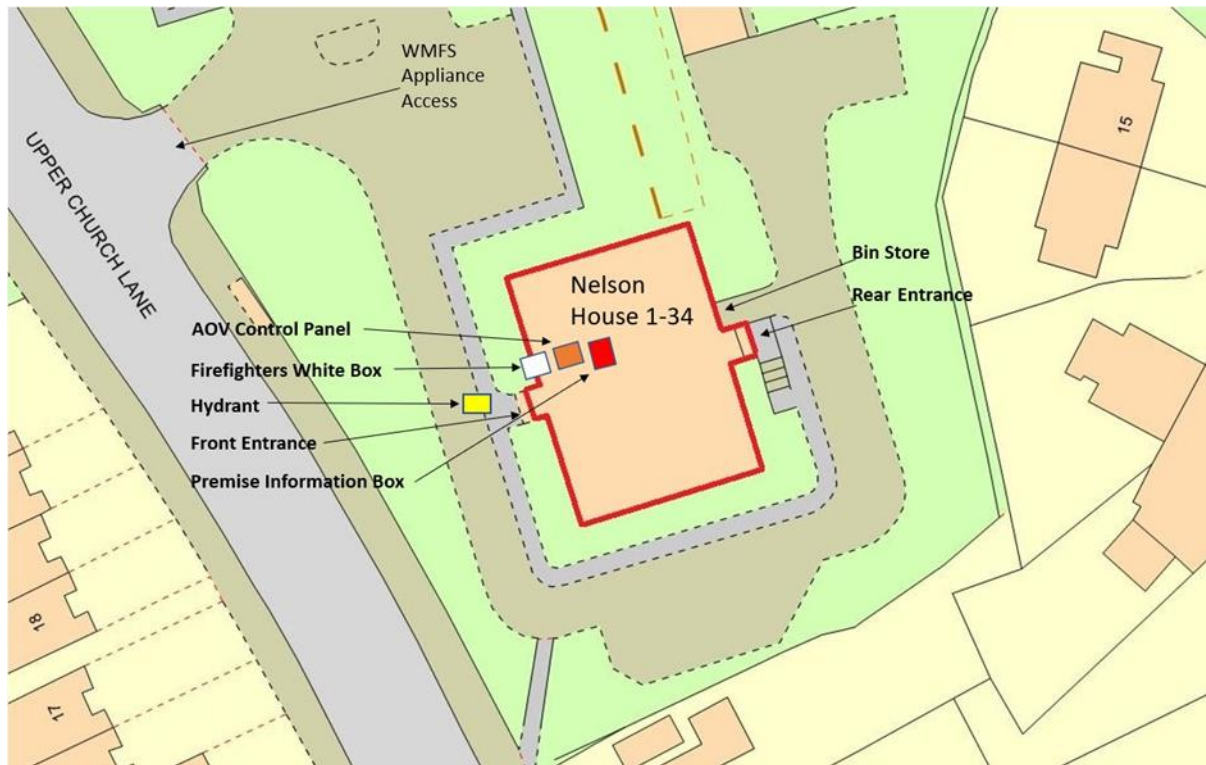 WMFS
Appliance
Access
UPPER CHURCH LANE
15
Nelson
House 1-34
Bin Store
Rear Entrance
AOV Control Panel
Firefighters White Box
Hydrant
Front Entrance
Premise Information Box
18
17